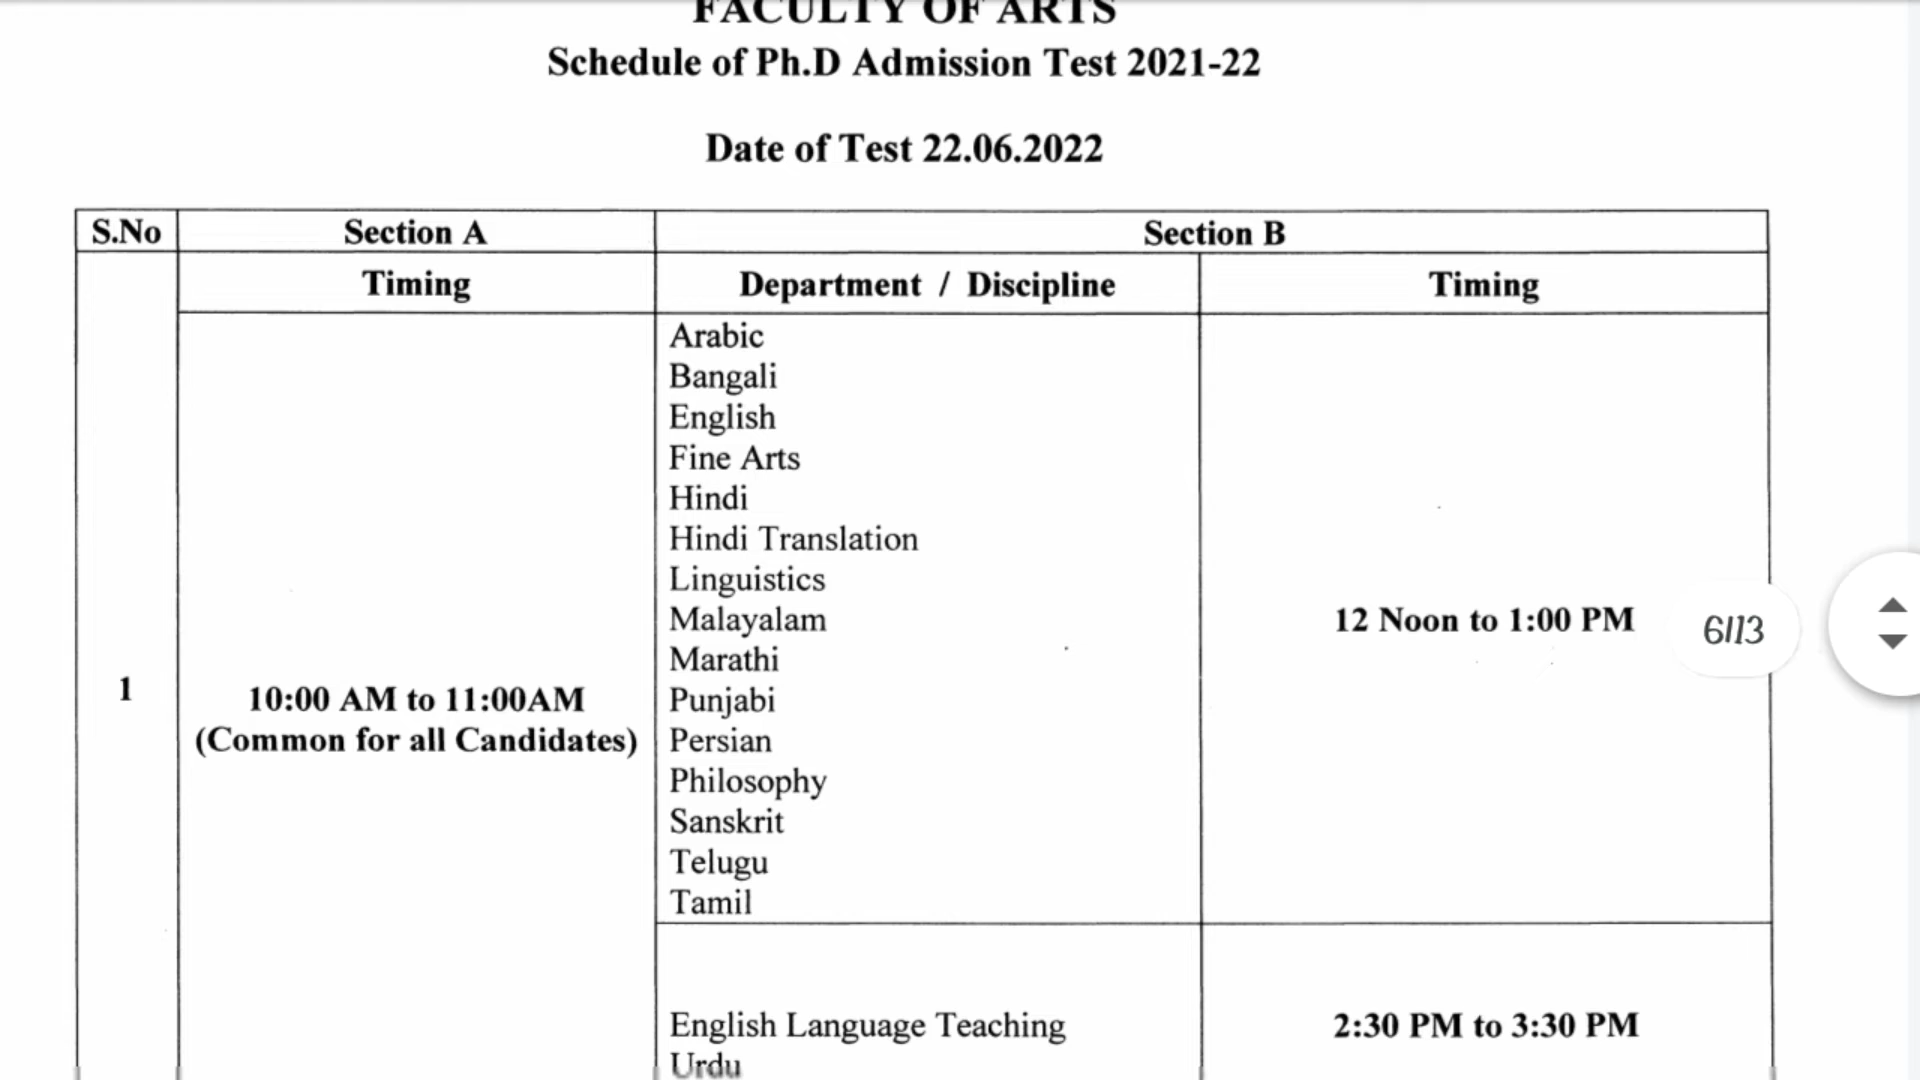 FACULTY OF ARTS
Schedule of Ph.D Admission Test 2021-22
Date of Test 22.06.2022
S.No Section A Section B
Timing Department / Discipline Timing
Arabic
Bangali
English
Fine Arts
Hindi
Hindi Translation
Linguistics
Malayalam
Marathi
Punjabi
Persian
Philosophy
Sanskrit
Telugu
Tamil
12 Noon to 1:00 PM
6/13
1
10:00 AM to 11:00AM
(Common for all Candidates)
English Language Teaching
Urdu
2:30 PM to 3:30 PM